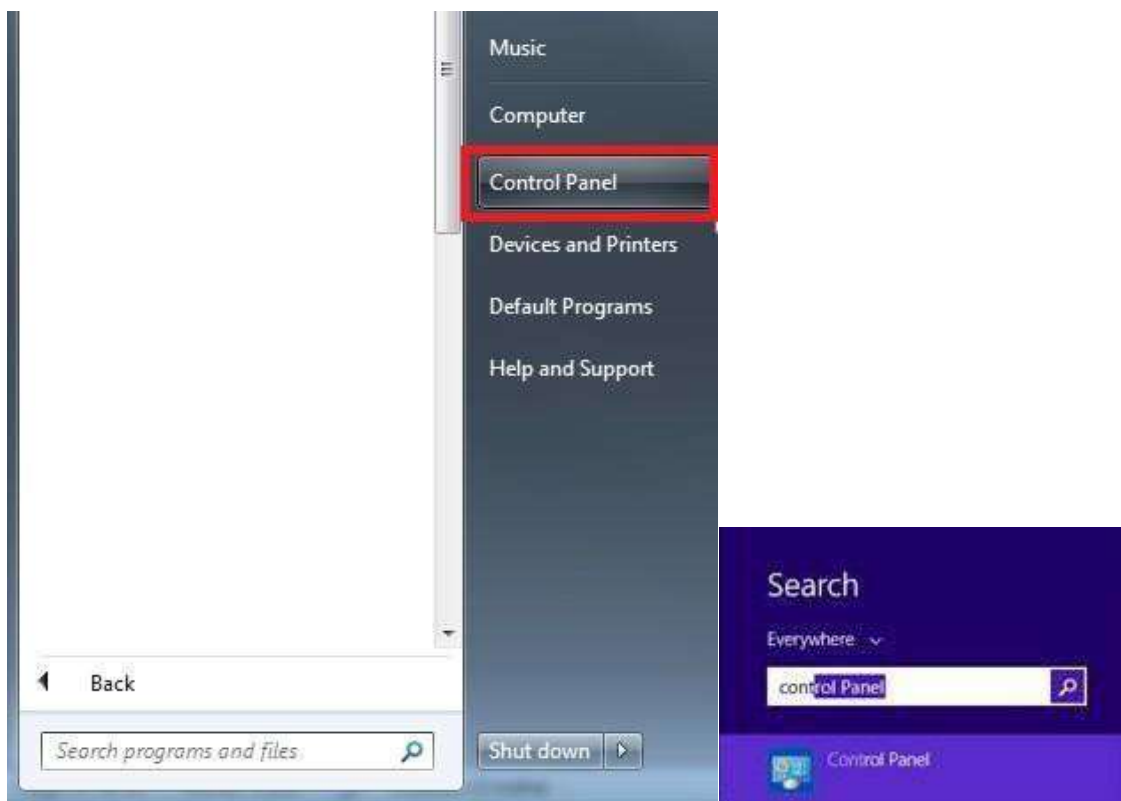 Music
Computer
Control Panel
Devices and Printers
Default Programs
Help and Support
Back
Search programs and files
Shut down
Search
Everywhere
control Panel
Control Panel